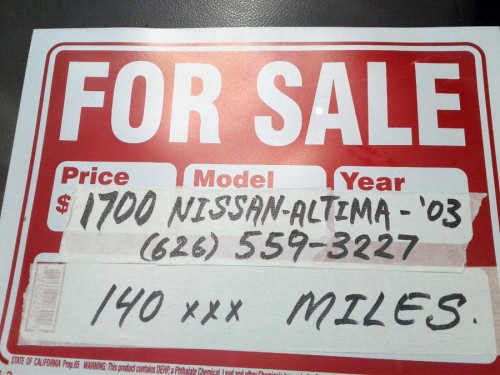 FOR SALE
Price Model Year
$ 1700 NISSAN-ALTIMA-'03
(626) 559-3227
140 xxx MILES.
STATE OF CALIFORNIA Prop 65 WARNING: This product contains DEHP, a Phthalate Chemical, Lead and other Chemicals